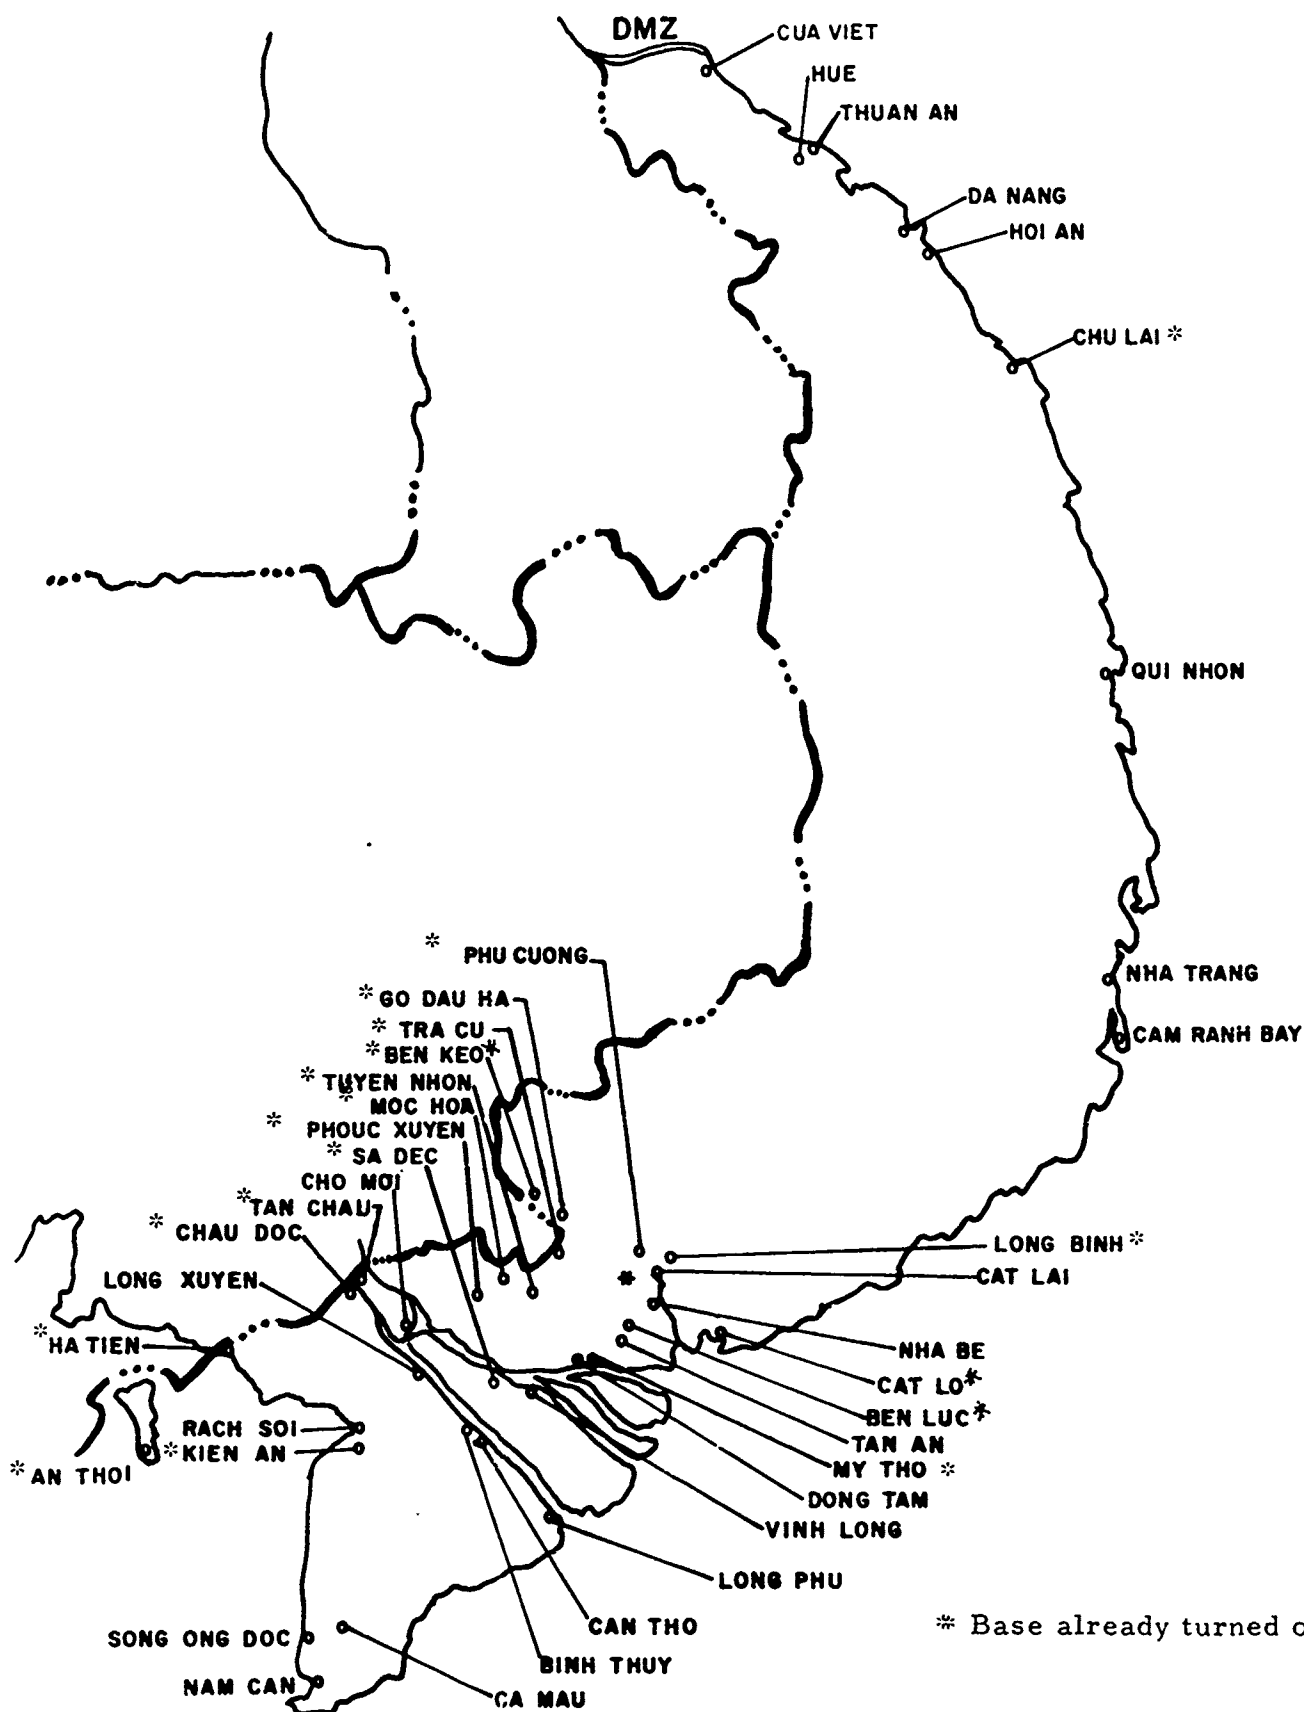 DMZ
CUA VIET
HUE
THUAN AN
DA NANG
HOI AN
CHU LAI *
QUI NHON
NHA TRANG
CAM RANH BAY
* PHU CUONG
* GO DAU HA
* TRA CU
* BEN KEO*
* TUYEN NHON
* MOC HOA
* PHOUC XUYEN
* SA DEC
CHO MOI
* TAN CHAU
* CHAU DOC
LONG XUYEN
* HA TIEN
RACH SOI
* KIEN AN
* AN THOI
*
LONG BINH *
CAT LAI
NHA BE
CAT LO*
BEN LUC*
TAN AN
MY THO *
DONG TAM
VINH LONG
LONG PHU
CAN THO
BINH THUY
CA MAU
SONG ONG DOC
NAM CAN
* Base already turned